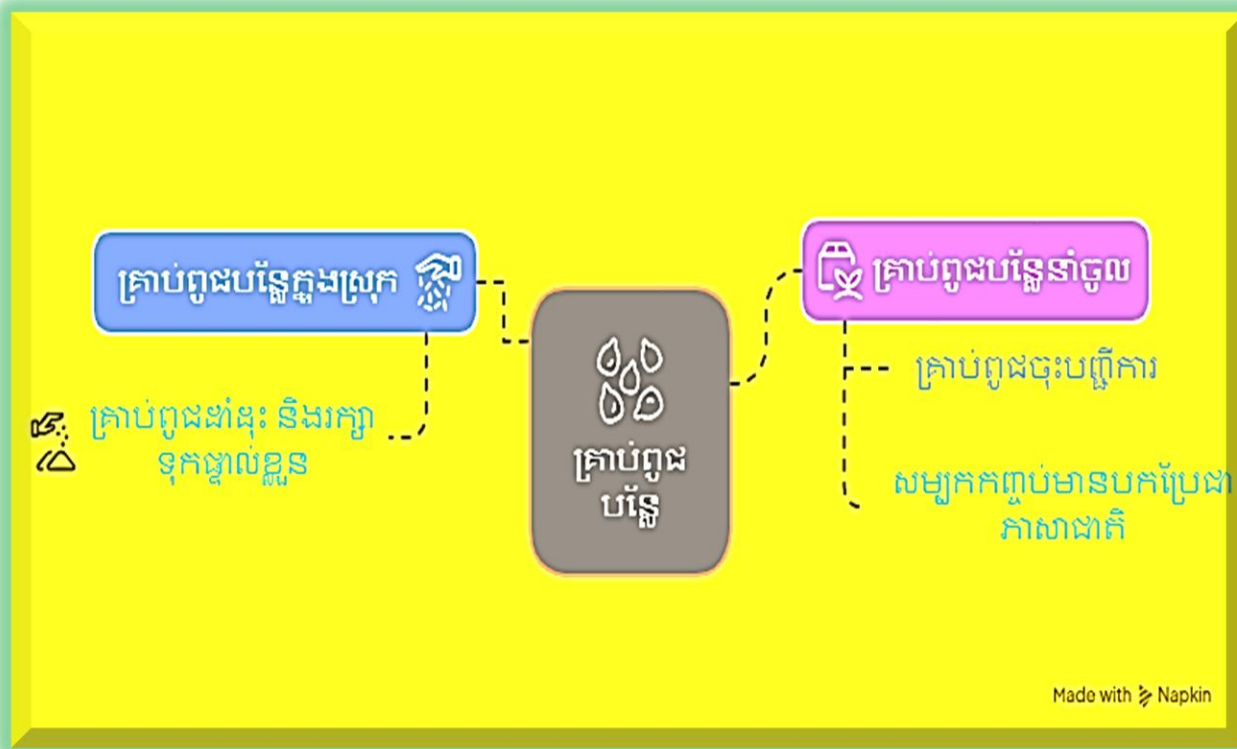 គ្រាប់ពូជបន្លែក្នុងស្រុក
គ្រាប់ពូជដាំដុះ និងរក្សា
ទុកផ្ទាល់ខ្លួន
គ្រាប់ពូជ
បន្លែ
គ្រាប់ពូជបន្លែនាំចូល
គ្រាប់ពូជចុះបញ្ជីការ
សម្បកកញ្ចប់មានបកប្រែជា
ភាសាជាតិ
Made with Napkin